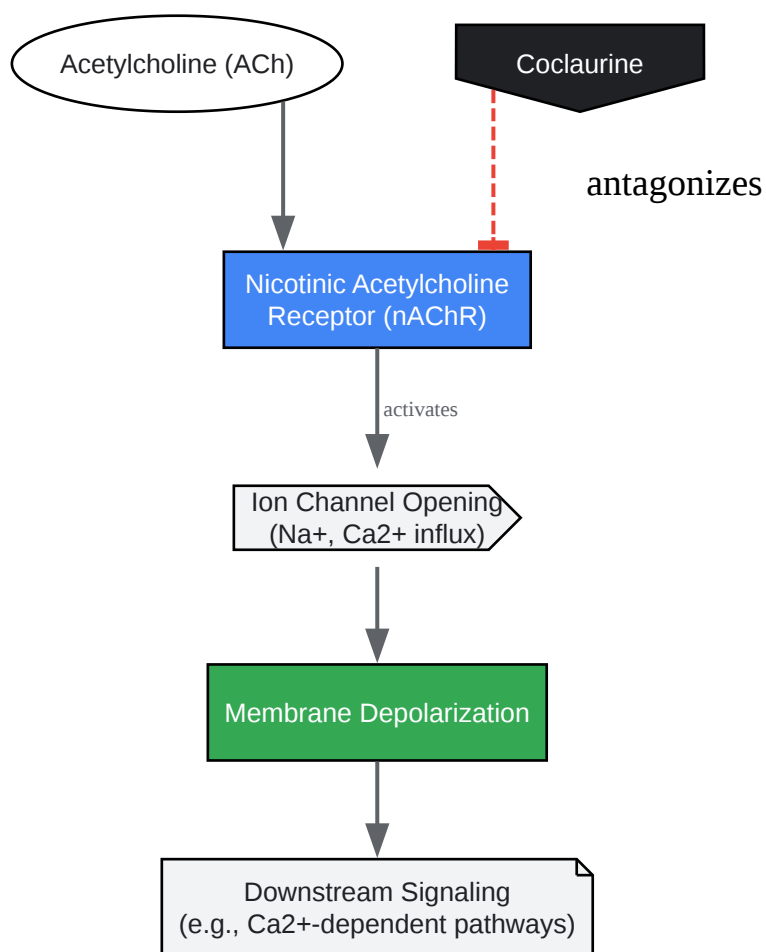 Acetylcholine (ACh)
Coclaurine
antagonizes
Nicotinic Acetylcholine
Receptor (nAChR)
activates
Ion Channel Opening
(Na+, Ca2+ influx)
Membrane Depolarization
Downstream Signaling
(e.g., Ca2+-dependent pathways)